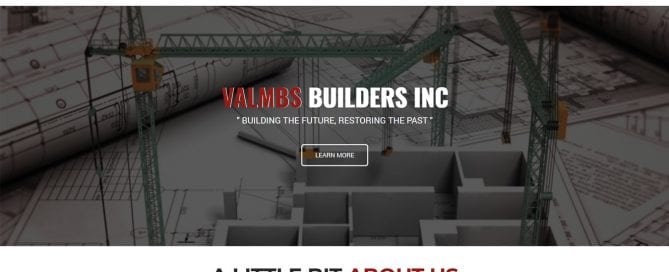 VALMBS BUILDERS INC
" BUILDING THE FUTURE, RESTORING THE PAST "
LEARN MORE
A LITTLE BIT ABOUT US